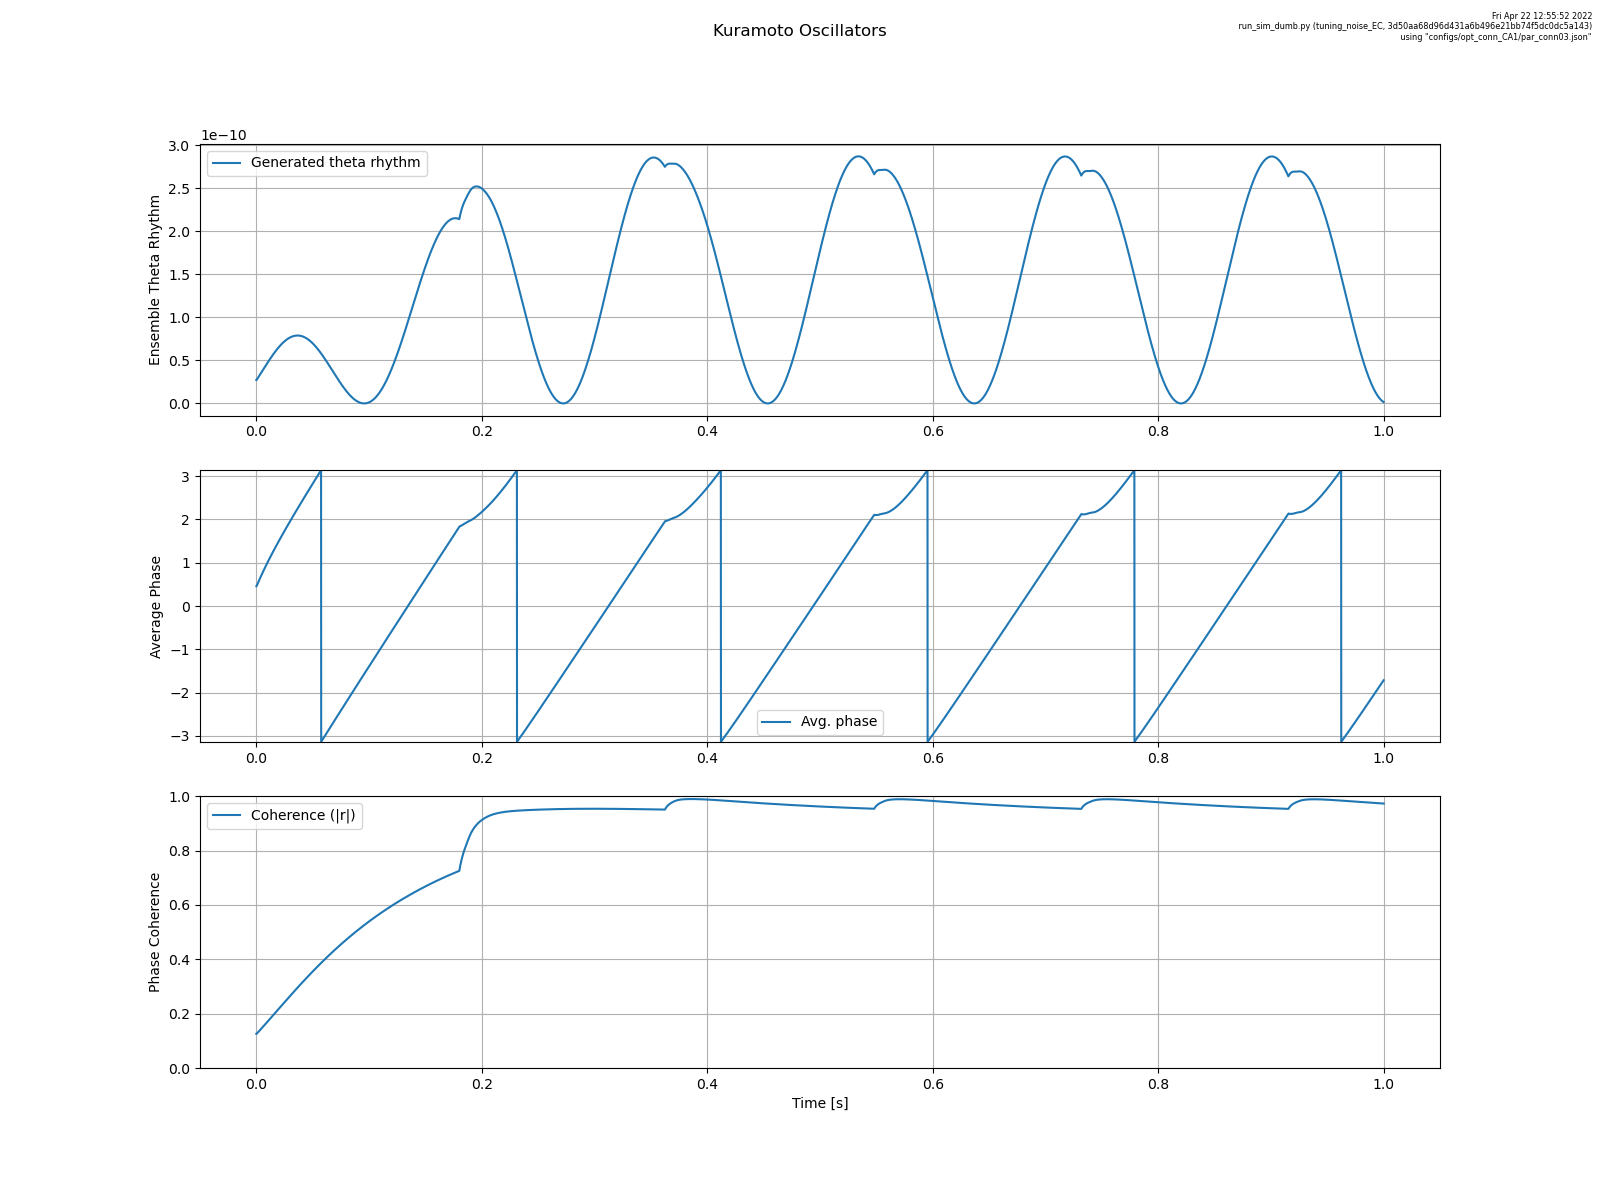 Fri Apr 22 12:55:52 2022
run_sim_dumb.py (tuning_noise_EC, 3d50aa68d96d431a6b496e21bb74f5dc0dc5a143)
using "configs/opt_conn_CA1/par_conn03.json"
Kuramoto Oscillators
1e−10
Generated theta rhythm
Ensemble Theta Rhythm
3.0
2.5
2.0
1.5
1.0
0.5
0.0
0.0 0.2 0.4 0.6 0.8 1.0
Average Phase
3
2
1
0
−1
−2
−3
Avg. phase
0.0 0.2 0.4 0.6 0.8 1.0
Coherence (|r|)
Phase Coherence
1.0
0.8
0.6
0.4
0.2
0.0
0.0 0.2 0.4 0.6 0.8 1.0
Time [s]